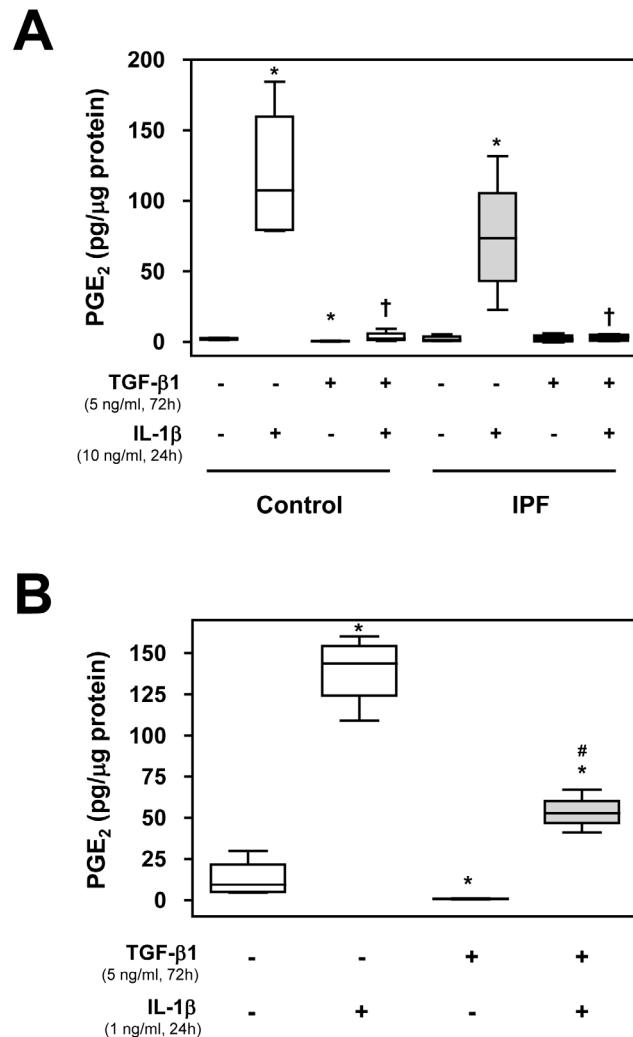 A
PGE2 (pg/μg protein)
200
150
100
50
0
*
*
*
†
†
TGF-β1 - - + + - - + +
(5 ng/ml, 72h)
IL-1β - + - + - + - +
(10 ng/ml, 24h)
Control IPF
B
PGE2 (pg/μg protein)
150
125
100
75
50
25
0
*
#
*
*
TGF-β1 - - + +
(5 ng/ml, 72h)
IL-1β - + - +
(1 ng/ml, 24h)